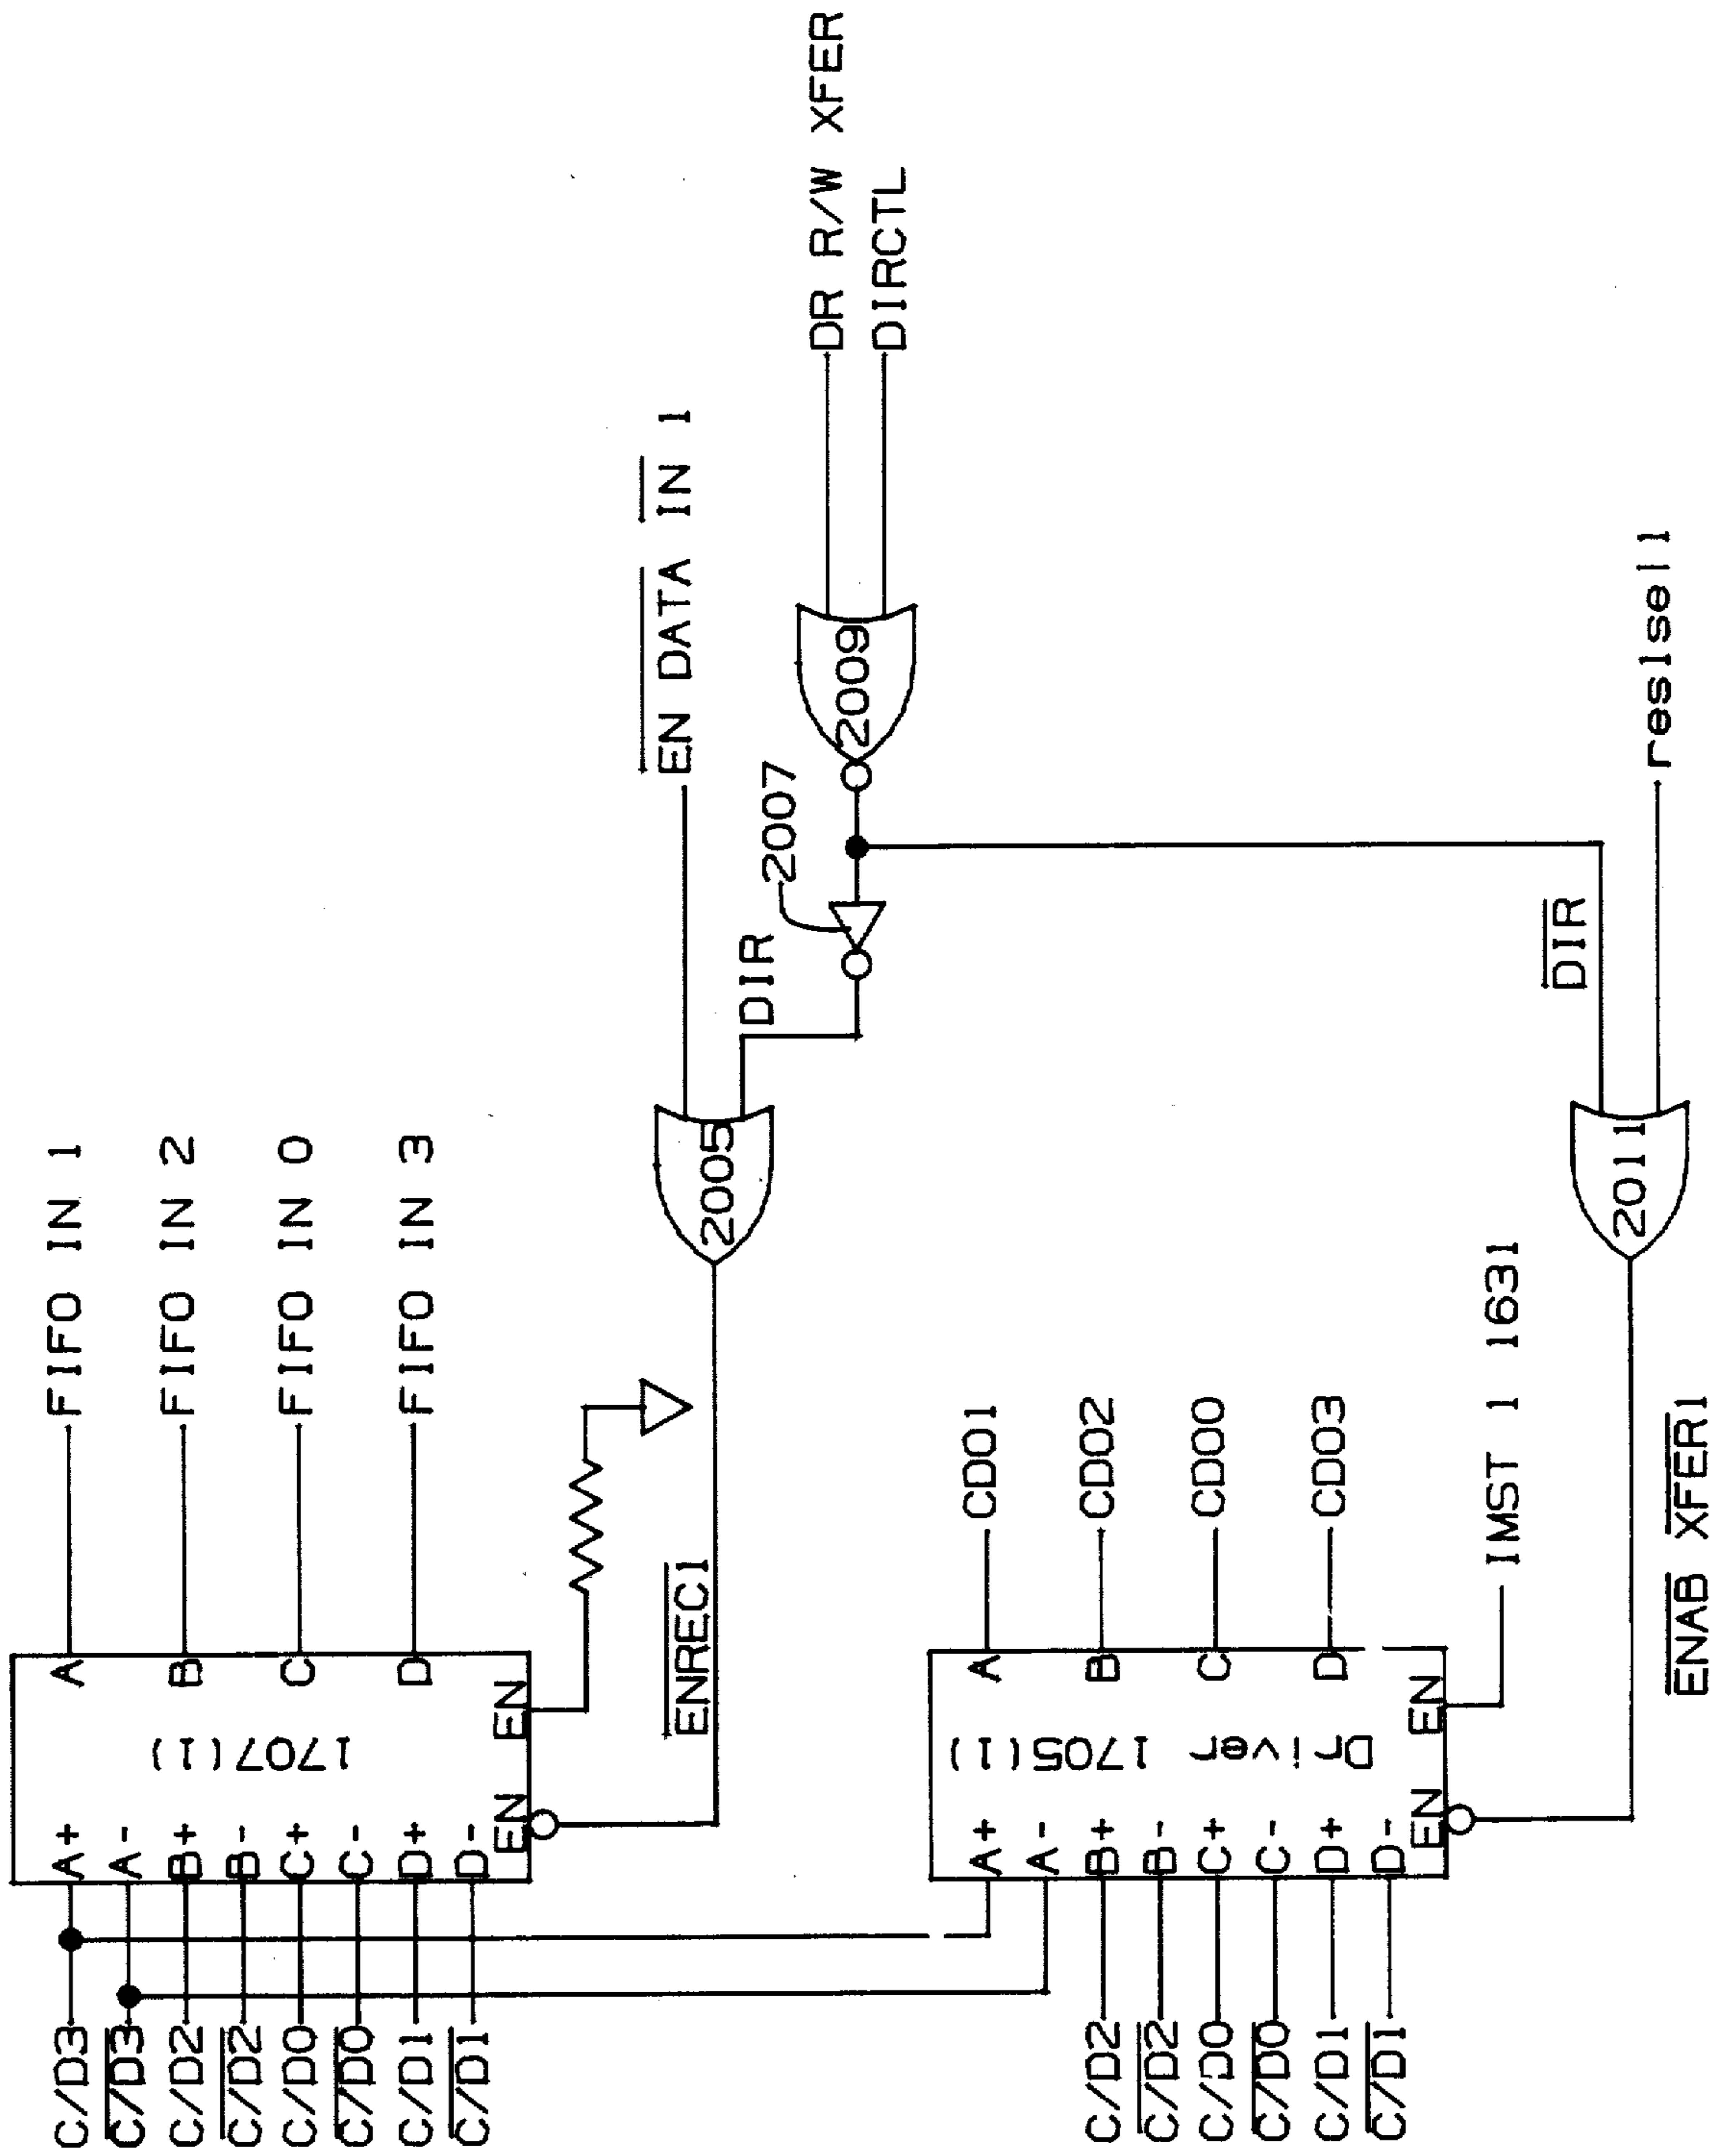 C/D3
C/D3
C/D2
C/D2
C/D0
C/D0
C/D1
C/D1
A+
A-
B+
B-
C+
C-
D+
D-
EN
EN
1707(1)
A
B
C
D
FIFO IN 1
FIFO IN 2
FIFO IN 0
FIFO IN 3
ENREC1
2005
EN DATA IN 1
DIR
2007
2009
DR R/W XFER
DIRCTL
C/D2
C/D2
C/D0
C/D0
C/D1
C/D1
A+
A-
B+
B-
C+
C-
D+
D-
EN
EN
Driver 1705(1)
A
B
C
D
CD01
CD02
CD00
CD03
IMST 1 1631
ENAB XFER1
2011
DIR
reslsel1